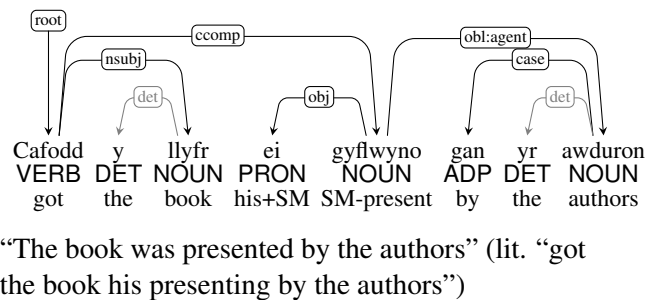 root
ccomp
obl:agent
nsubj
case
det
obj
det
Cafodd y llyfr ei gyflwyno gan yr awduron
VERB DET NOUN PRON NOUN ADP DET NOUN
got the book his+SM SM-present by the authors
“The book was presented by the authors” (lit. “got
the book his presenting by the authors”)